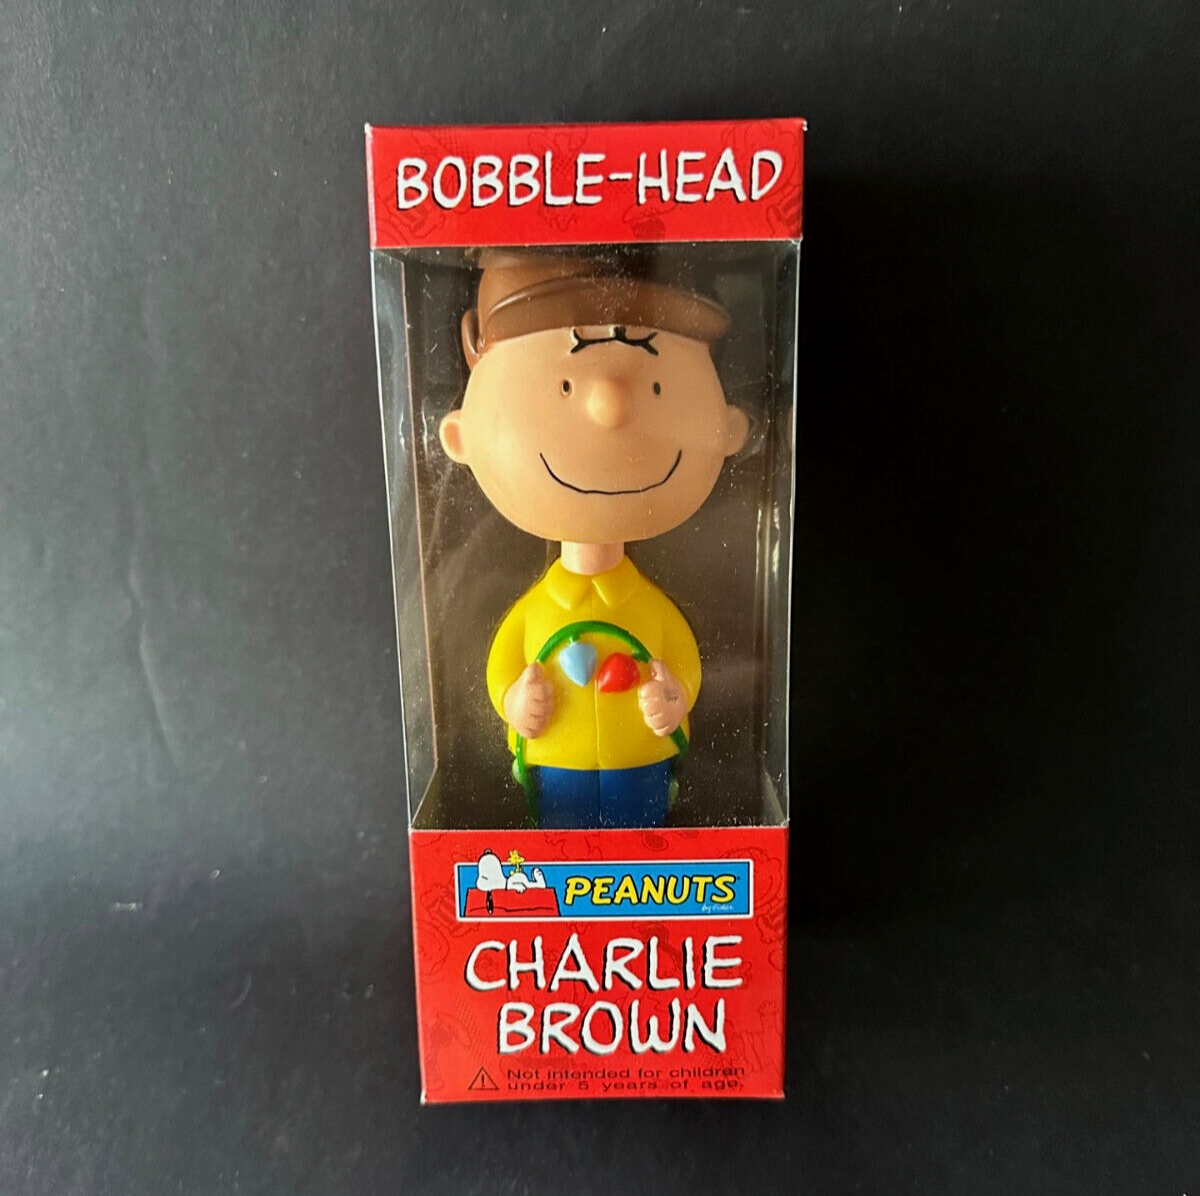 BOBBLE-HEAD
PEANUTS
CHARLIE
BROWN
Not intended for children
under 5 years of age.